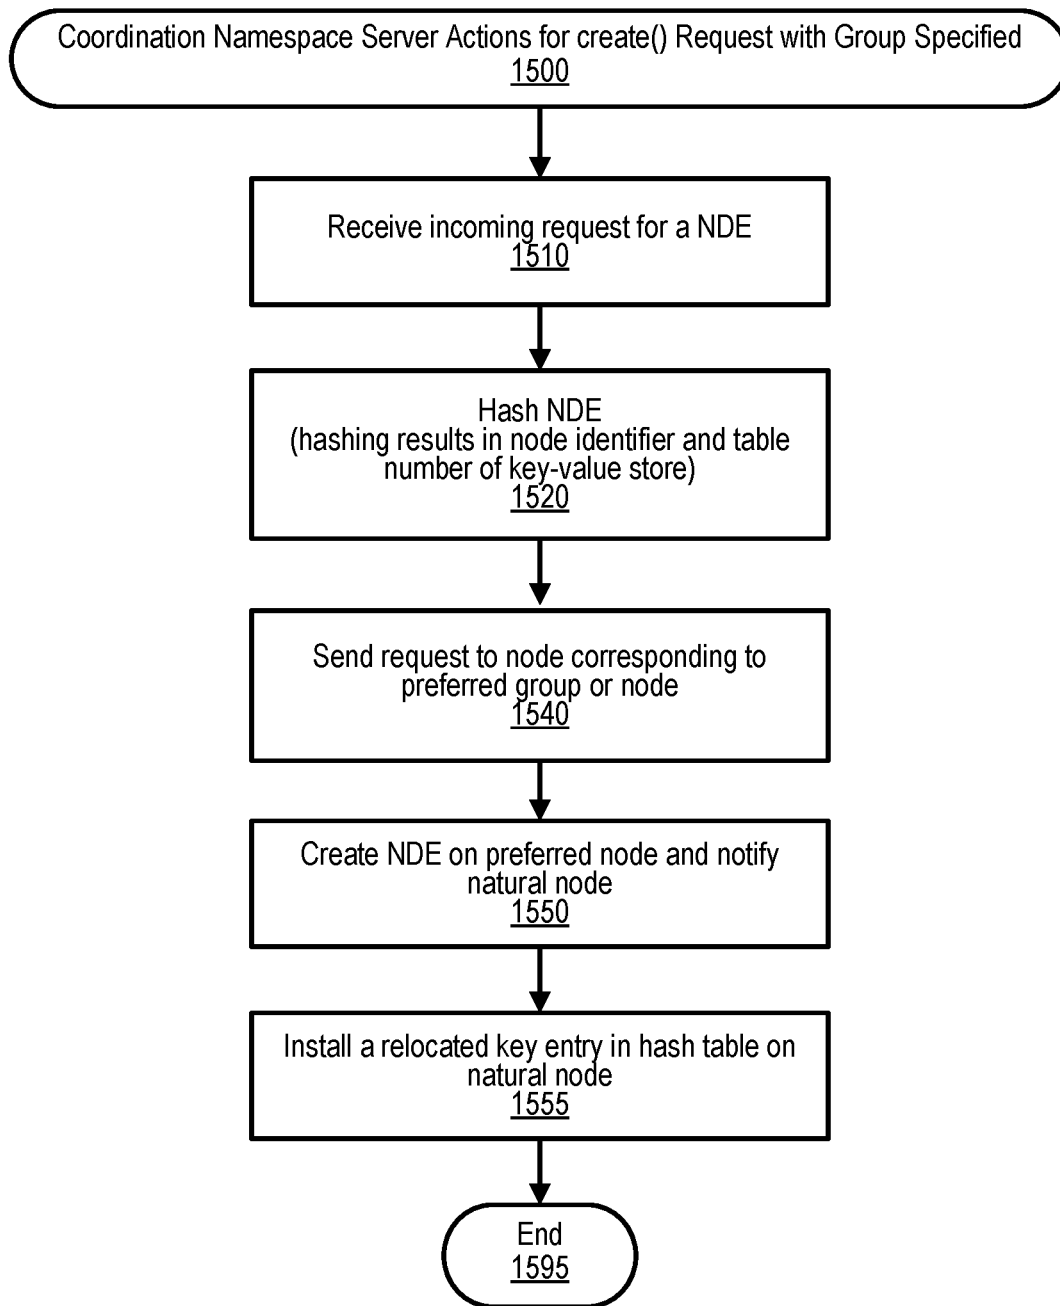 Coordination Namespace Server Actions for create() Request with Group Specified
1500
Receive incoming request for a NDE
1510
Hash NDE
(hashing results in node identifier and table
number of key-value store)
1520
Send request to node corresponding to
preferred group or node
1540
Create NDE on preferred node and notify
natural node
1550
Install a relocated key entry in hash table on
natural node
1555
End
1595